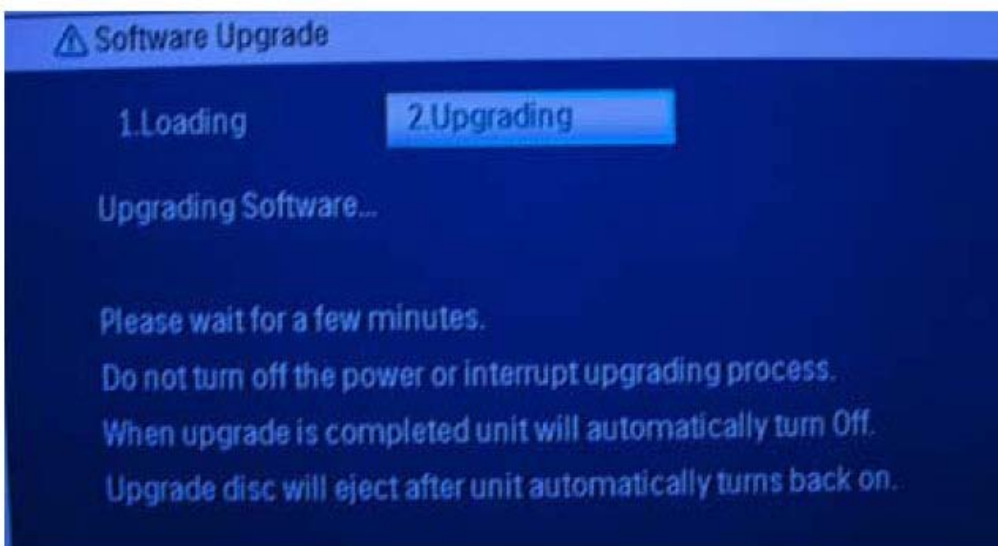 Software Upgrade
1.Loading 2.Upgrading
Upgrading Software...
Please wait for a few minutes.
Do not turn off the power or interrupt upgrading process.
When upgrade is completed unit will automatically turn Off.
Upgrade disc will eject after unit automatically turns back on.